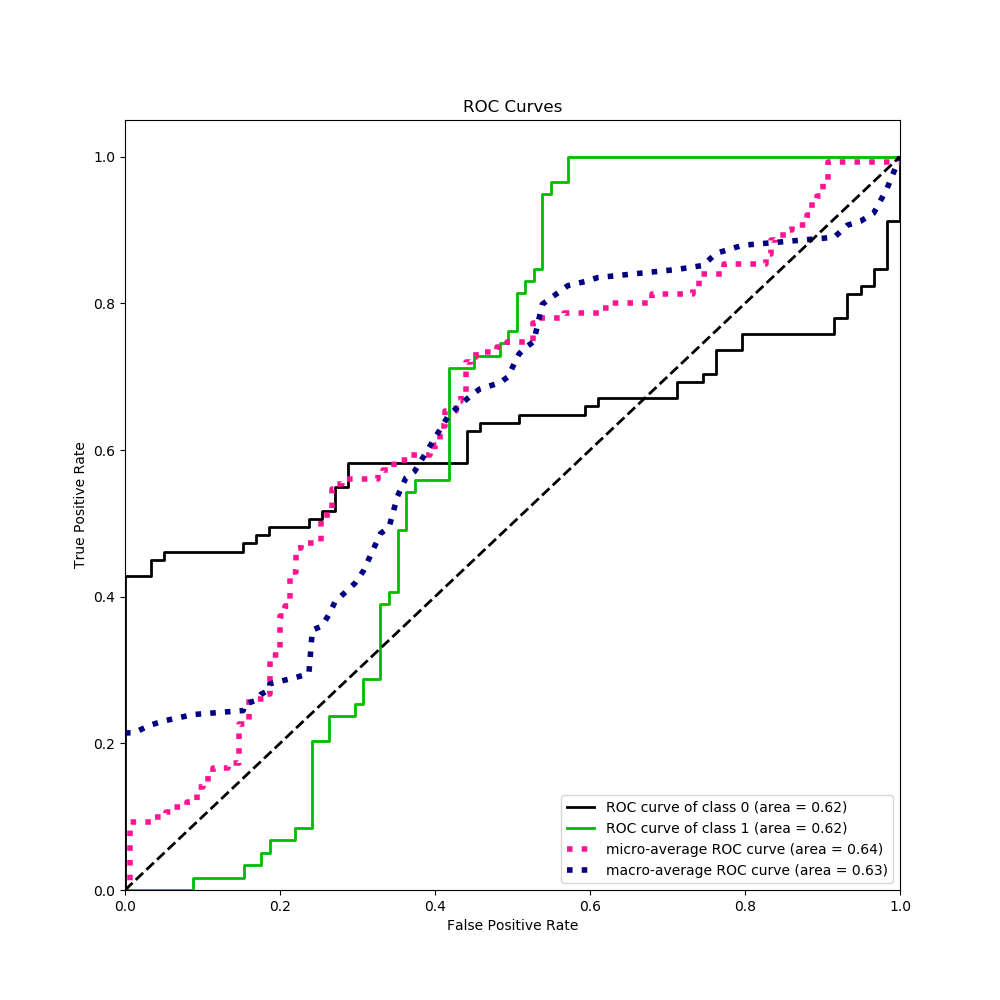 ROC Curves
True Positive Rate
1.0
0.8
0.6
0.4
0.2
0.0
0.0 0.2 0.4 0.6 0.8 1.0
False Positive Rate
ROC curve of class 0 (area = 0.62)
ROC curve of class 1 (area = 0.62)
micro-average ROC curve (area = 0.64)
macro-average ROC curve (area = 0.63)